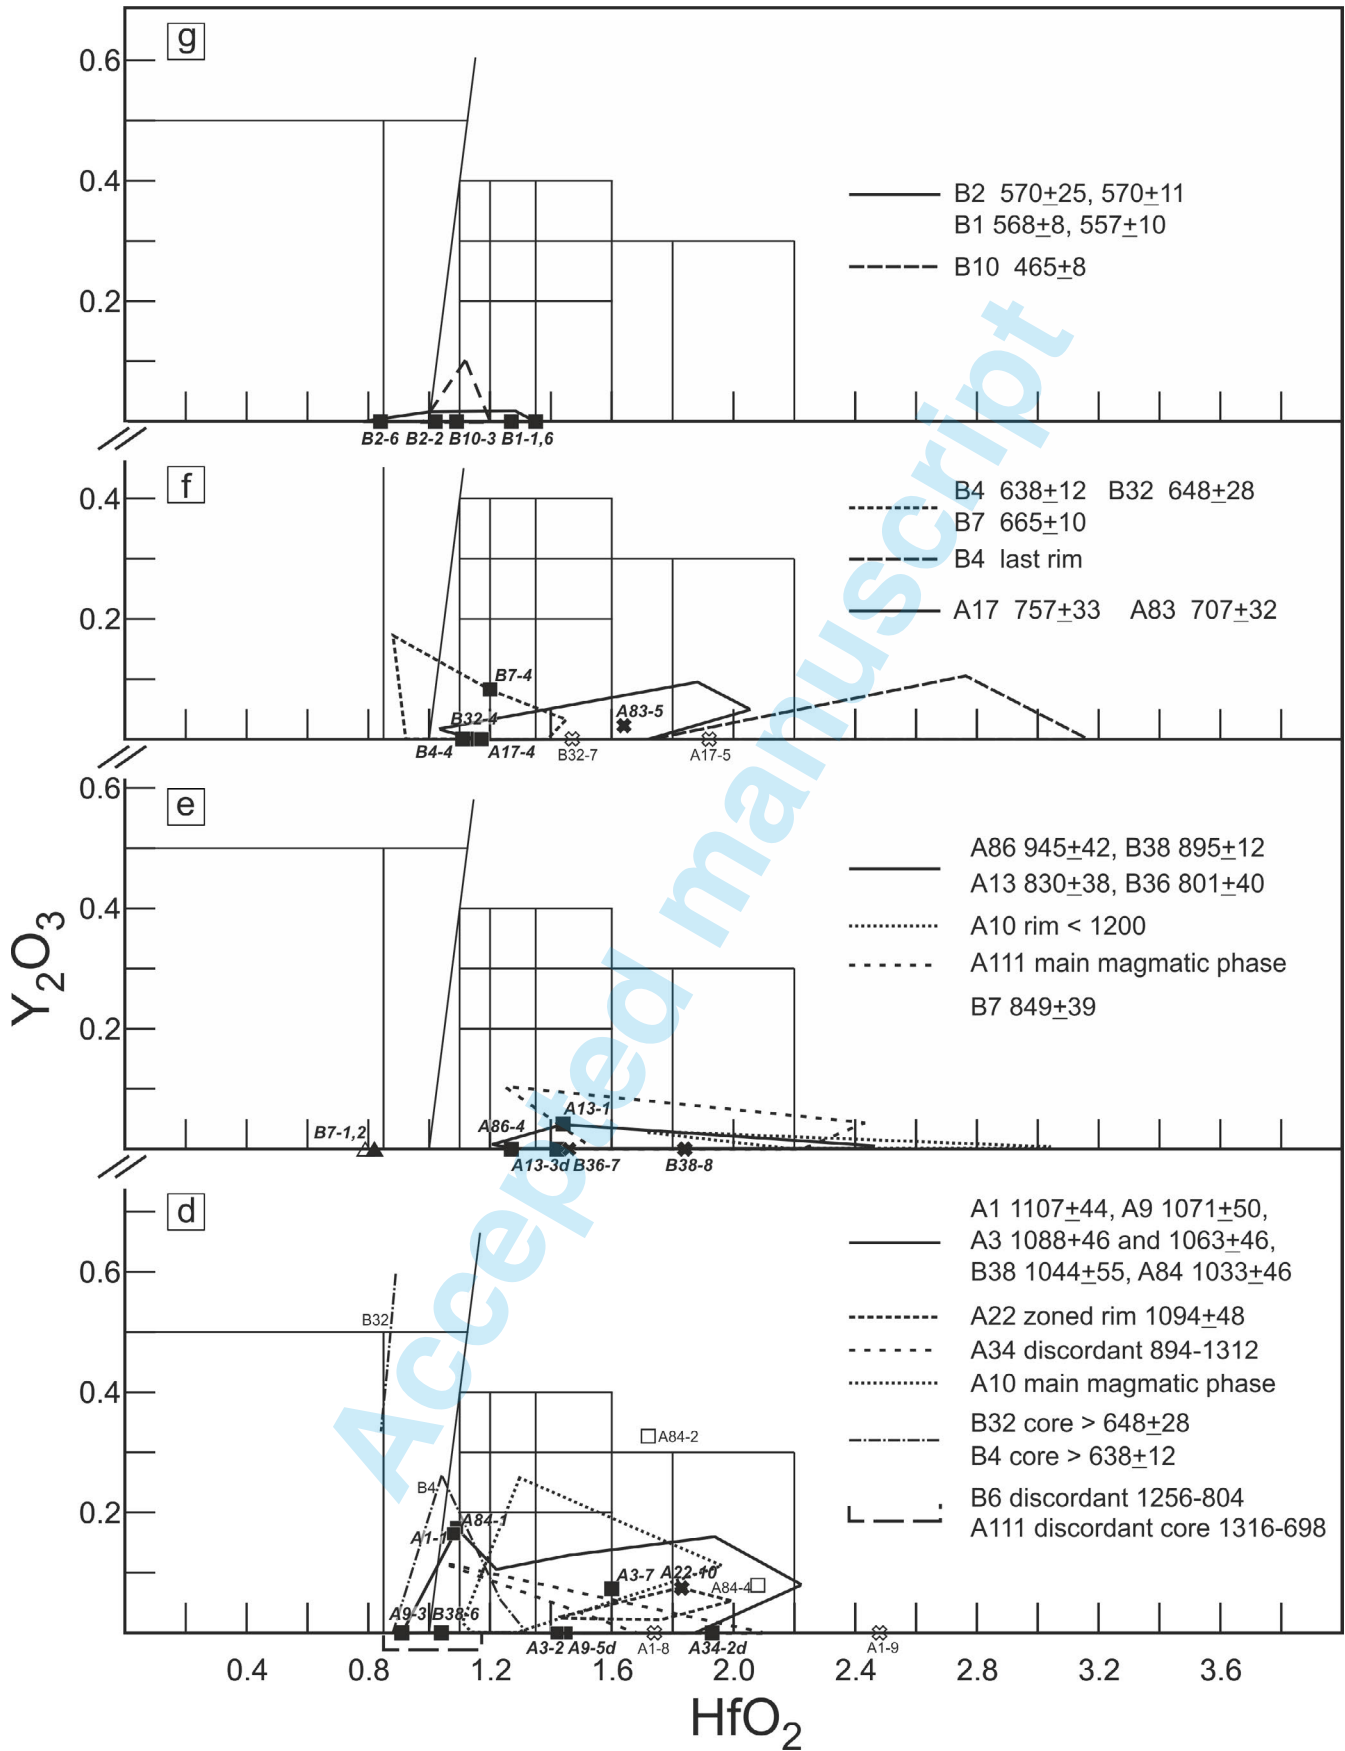 g
0.6
0.4
0.2
B2 570±25, 570±11
B1 568±8, 557±10
B10 465±8
B2-6 B2-2 B10-3 B1-1,6
f
0.4
0.2
B4 638±12 B32 648±28
B7 665±10
B4 last rim
A17 757±33 A83 707±32
B7-4
B32-4
A83-5
B4-4 A17-4 B32-7 A17-5
e
0.6
0.4
0.2
A86 945±42, B38 895±12
A13 830±38, B36 801±40
A10 rim < 1200
A111 main magmatic phase
B7 849±39
A13-1
A86-4
B7-1,2
A13-3d B36-7 B38-8
Y2O3
d
0.6
0.4
0.2
A1 1107±44, A9 1071±50,
A3 1088+46 and 1063±46,
B38 1044±55, A84 1033±46
A22 zoned rim 1094±48
A34 discordant 894-1312
A10 main magmatic phase
B32 core > 648±28
B4 core > 638±12
B6 discordant 1256-804
A111 discordant core 1316-698
B32
A84-2
B4
A84-1
A1-1
A3-7 A22-10
A84-4
A9-3 B38-6
A3-2 A9-5d A1-8 A34-2d A1-9
0.4 0.8 1.2 1.6 2.0 2.4 2.8 3.2 3.6
HfO2
Accepted manuscript